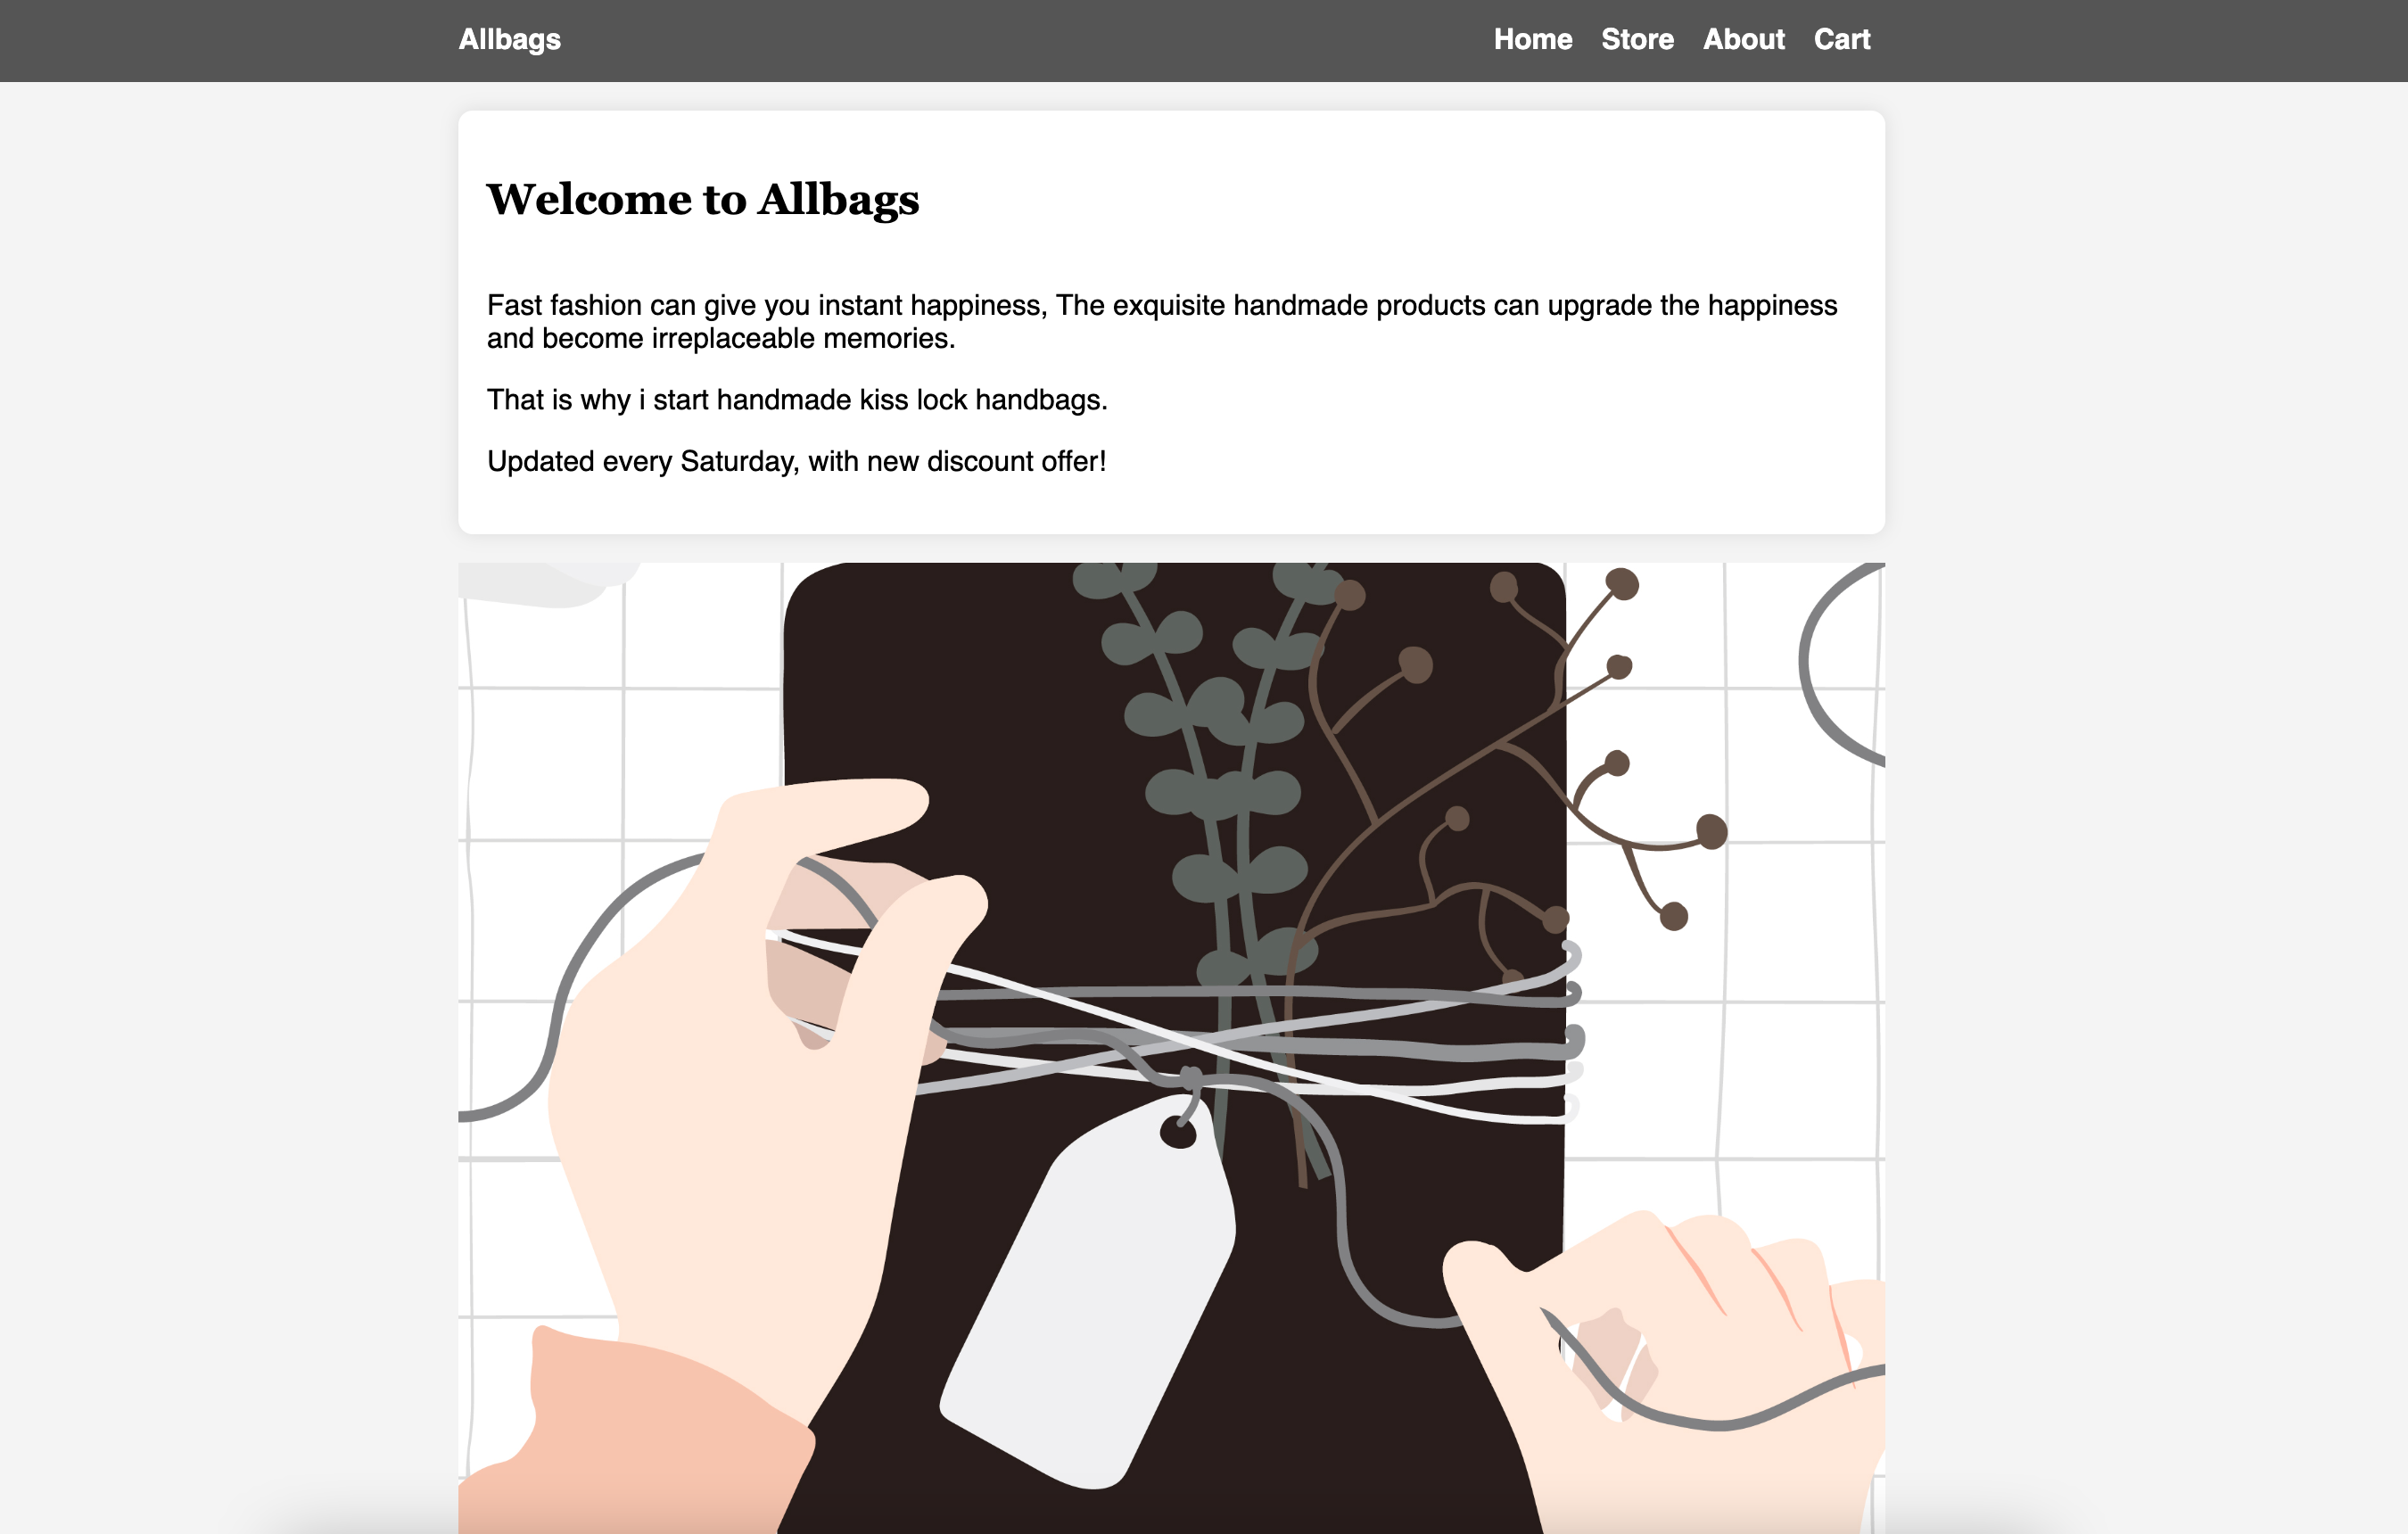 Allbags
Home Store About Cart
Welcome to Allbags
Fast fashion can give you instant happiness, The exquisite handmade products can upgrade the happiness
and become irreplaceable memories.
That is why i start handmade kiss lock handbags.
Updated every Saturday, with new discount offer!